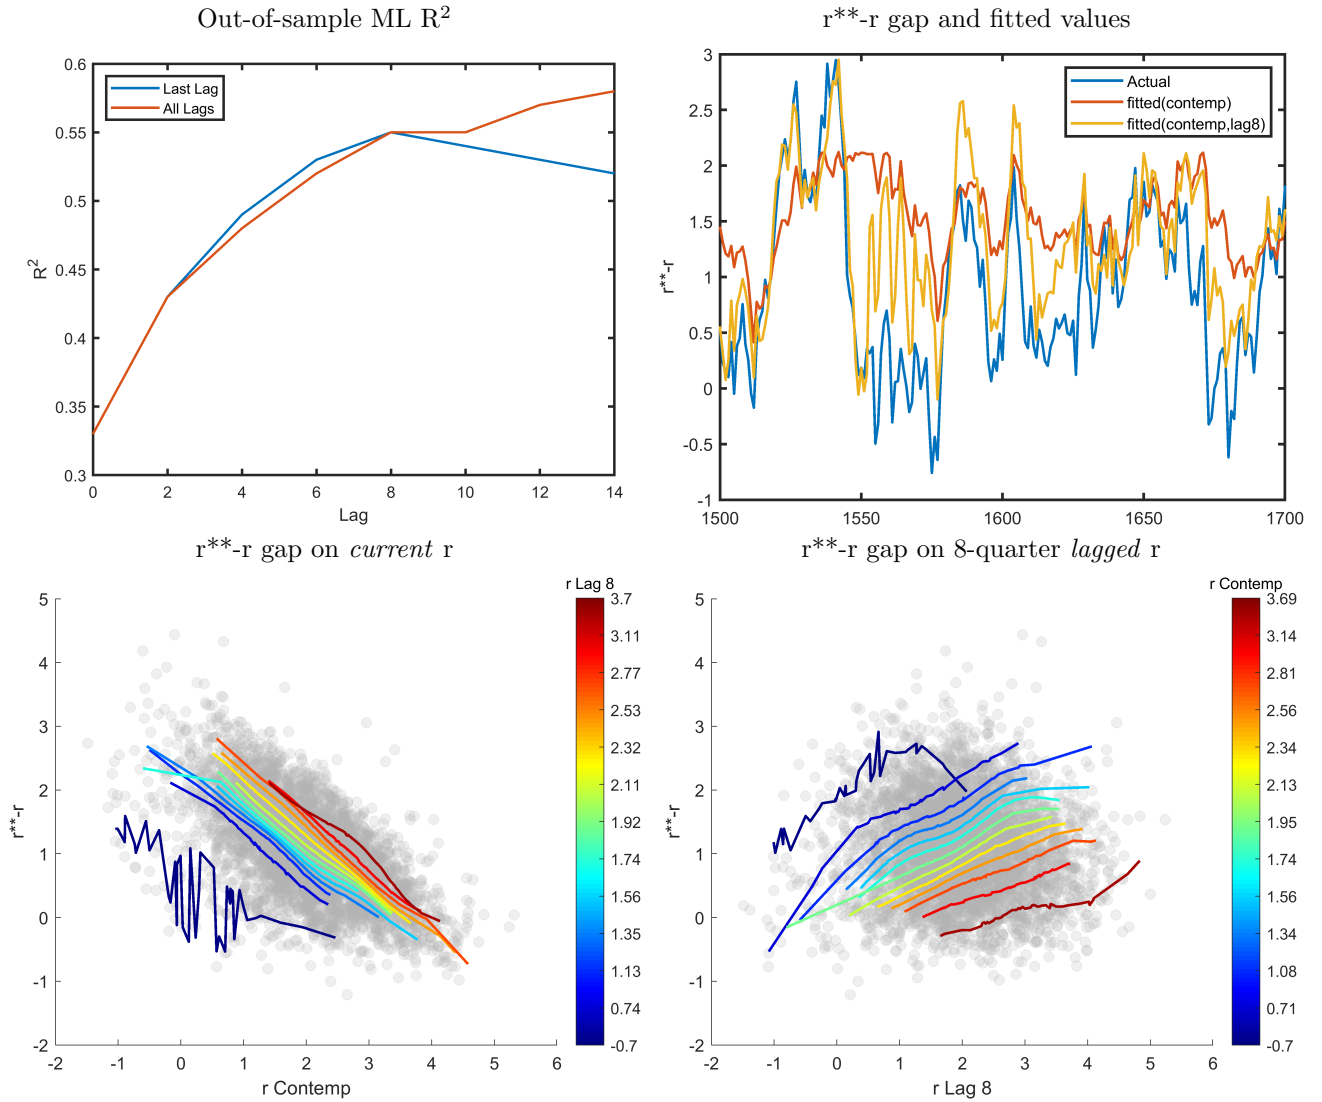 Out-of-sample ML R²
0.6
0.55
0.5
0.45
0.4
0.35
0.3
R²
Last Lag
All Lags
0 2 4 6 8 10 12 14
Lag
r**-r gap and fitted values
3
2.5
2
1.5
1
0.5
0
-0.5
-1
r**-r
Actual
fitted(contemp)
fitted(contemp,lag8)
1500 1550 1600 1650 1700
r**-r gap on current r
5
4
3
2
1
0
-1
-2
r**-r
-2 -1 0 1 2 3 4 5 6
r Contemp
r Lag 8
3.7
3.11
2.77
2.53
2.32
2.11
1.92
1.74
1.56
1.35
1.13
0.74
-0.7
r**-r gap on 8-quarter lagged r
5
4
3
2
1
0
-1
-2
r**-r
-2 -1 0 1 2 3 4 5 6
r Lag 8
r Contemp
3.69
3.14
2.81
2.56
2.34
2.13
1.95
1.76
1.56
1.34
1.08
0.71
-0.7